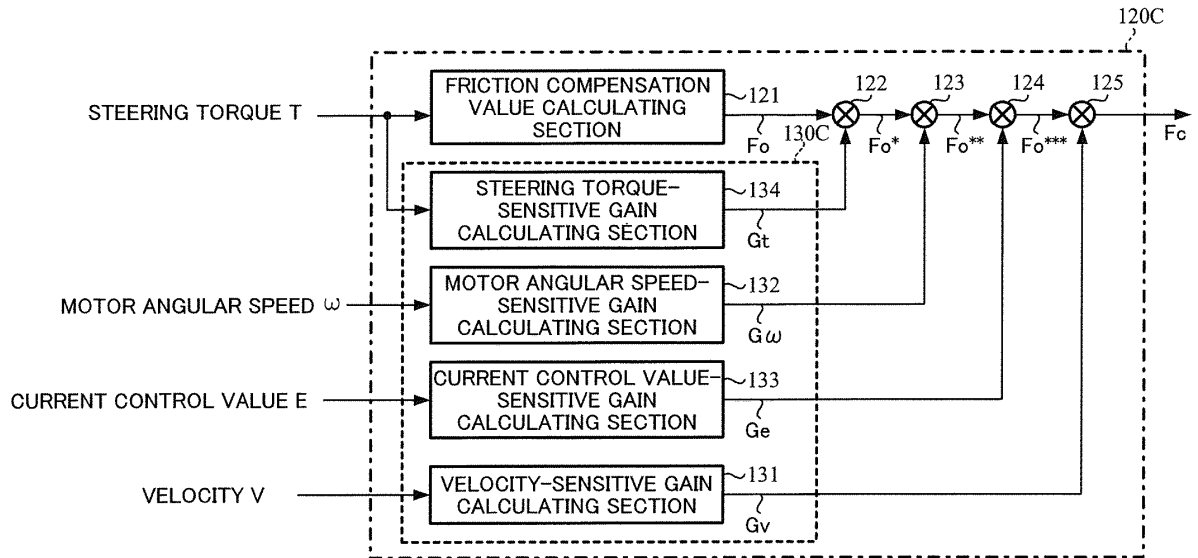 120C
STEERING TORQUE T
FRICTION COMPENSATION
VALUE CALCULATING
SECTION
121
Fo
122
Fo*
123
Fo**
124
Fo***
125
Fc
130C
STEERING TORQUE-
SENSITIVE GAIN
CALCULATING SECTION
134
Gt
MOTOR ANGULAR SPEED ω
MOTOR ANGULAR SPEED-
SENSITIVE GAIN
CALCULATING SECTION
132
Gω
CURRENT CONTROL VALUE E
CURRENT CONTROL VALUE-
SENSITIVE GAIN
CALCULATING SECTION
133
Ge
VELOCITY V
VELOCITY-SENSITIVE GAIN
CALCULATING SECTION
131
Gv